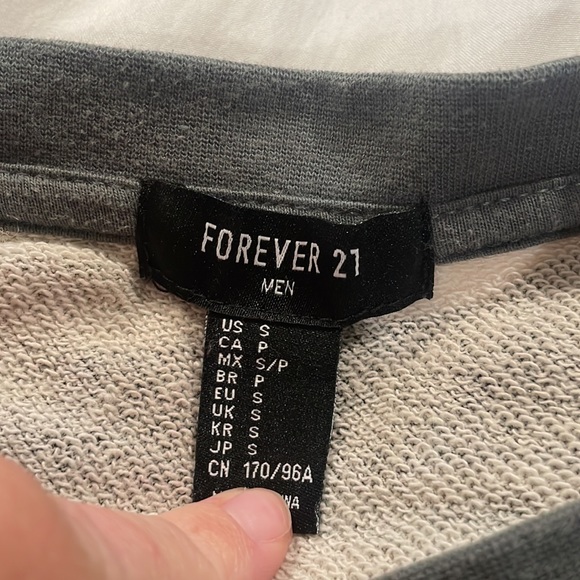 FOREVER 21
MEN
US S
CA P
MX S/P
BR P
EU S
UK S
KR S
JP S
CN 170/96A